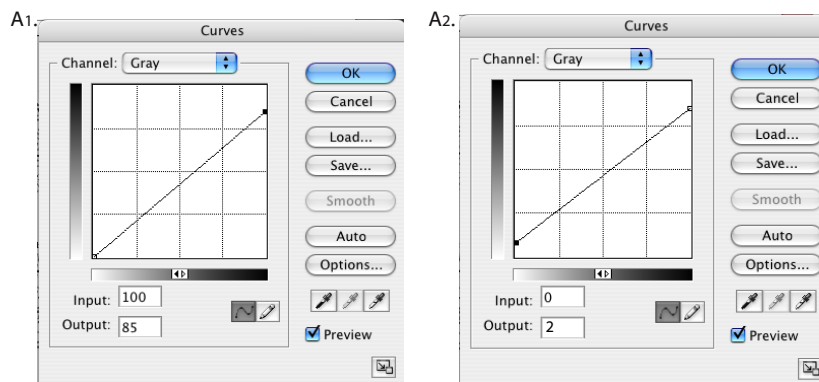 A1.
Curves
Channel: Gray
OK
Cancel
Load...
Save...
Smooth
Auto
Options...
Input: 100
Output: 85
Preview
A2.
Curves
Channel: Gray
OK
Cancel
Load...
Save...
Smooth
Auto
Options...
Input: 0
Output: 2
Preview